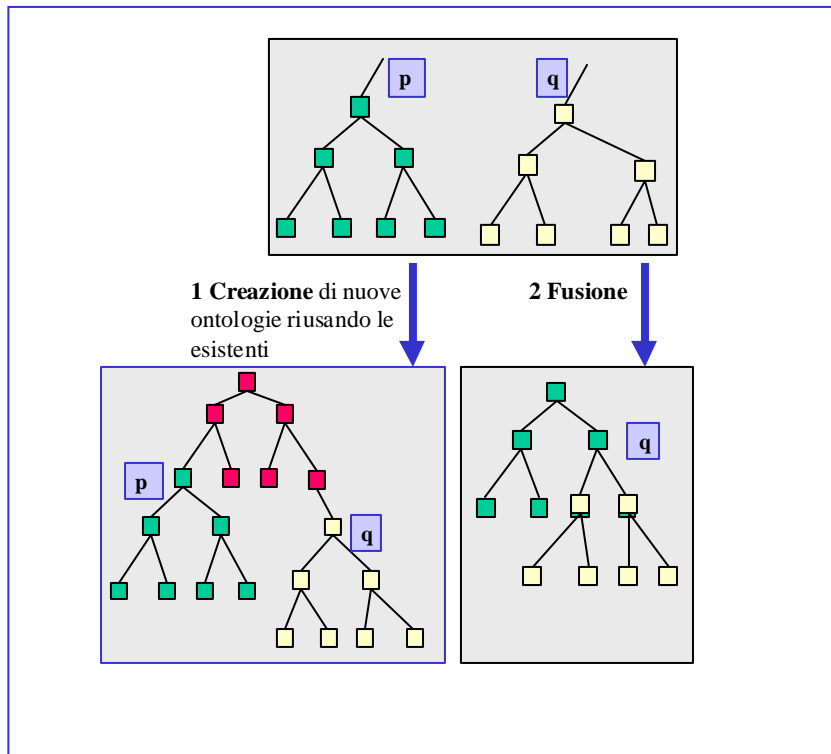 p
q
1 Creazione di nuove
ontologie riusando le
esistenti
2 Fusione
p
q
q